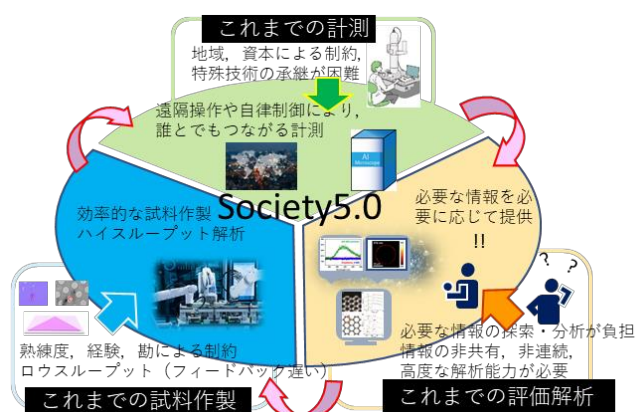 これまでの計測
地域，資本による制約，
特殊技術の承継が困難
遠隔操作や自律制御により，
誰とでもつながる計測
AI
Microscope
Society5.0
効率的な試料作製
ハイスループット解析
必要な情報を必
要に応じて提供
!!
? ?
熟練度，経験，勘による制約
ロウスループット（フィードバック遅い）
これまでの試料作製
必要な情報の探索・分析が負担
情報の非共有，非連続，
高度な解析能力が必要
これまでの評価解析